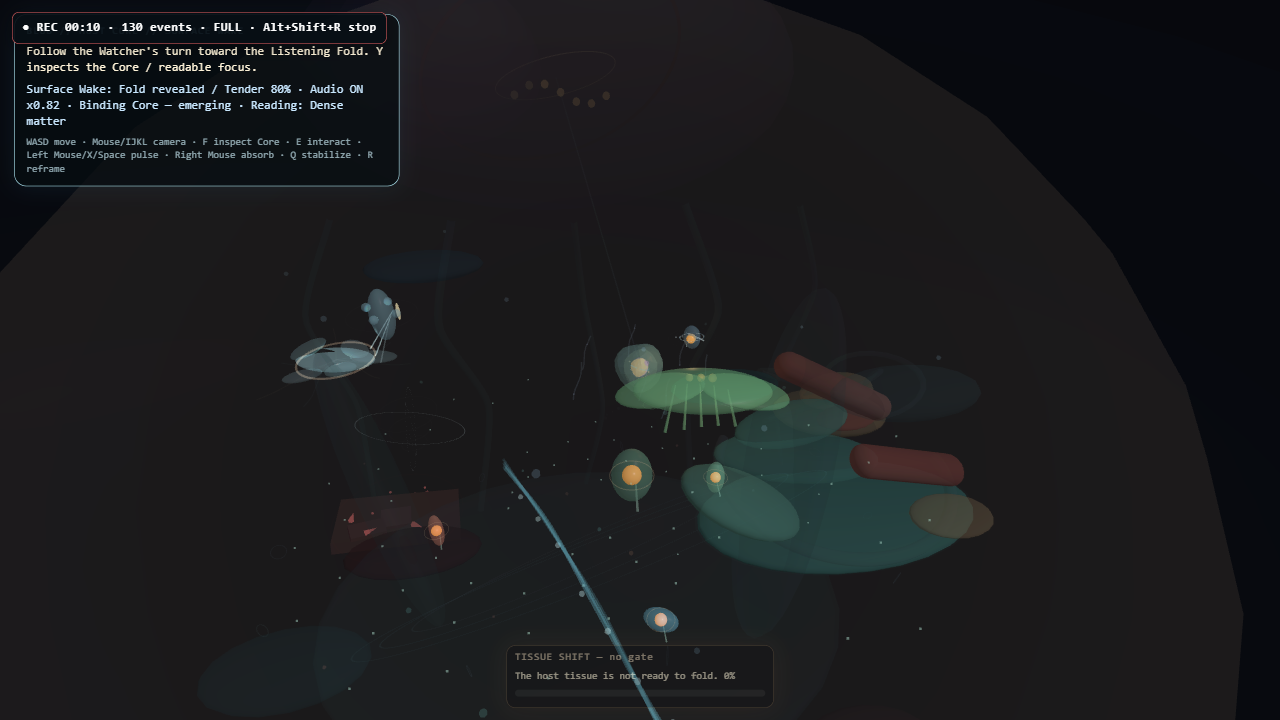 ● REC 00:10 · 130 events · FULL · Alt+Shift+R stop
Follow the Watcher's turn toward the Listening Fold. Y
inspects the Core / readable focus.
Surface Wake: Fold revealed / Tender 80% · Audio ON
x0.82 · Binding Core — emerging · Reading: Dense
matter
WASD move · Mouse/IJKL camera · F inspect Core · E interact ·
Left Mouse/X/Space pulse · Right Mouse absorb · Q stabilize · R
reframe
TISSUE SHIFT — no gate
The host tissue is not ready to fold. 0%